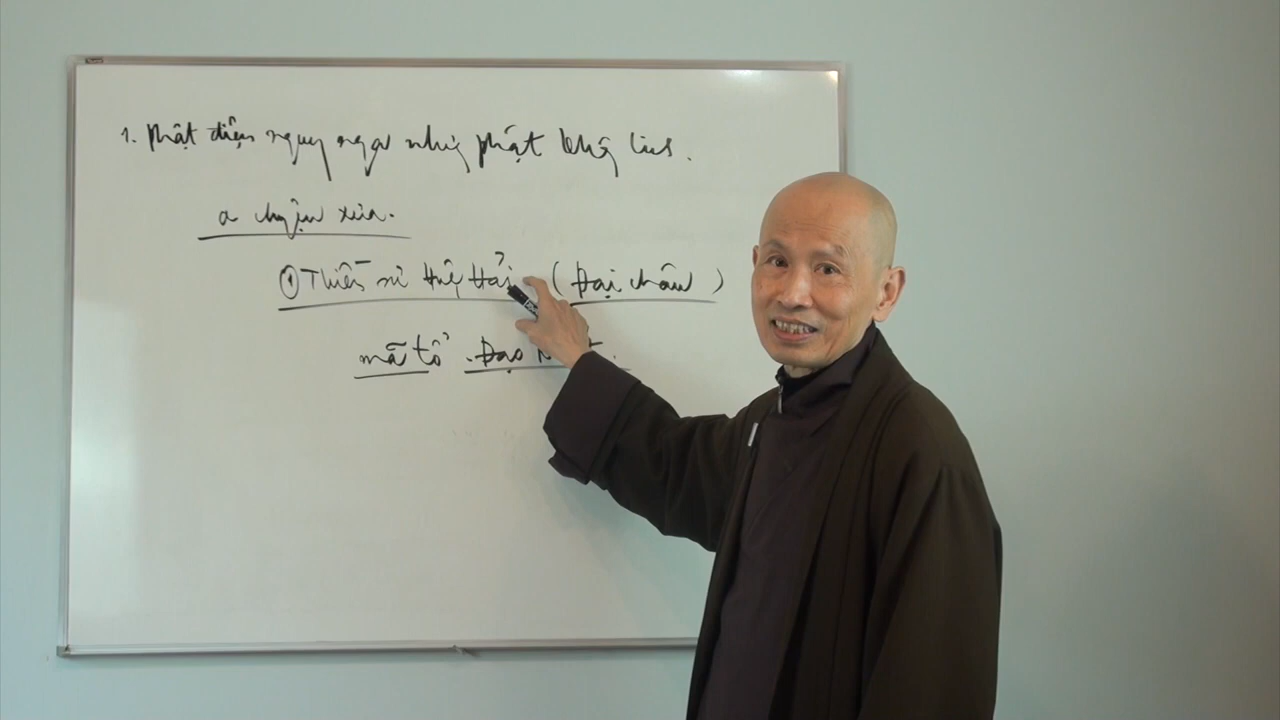 1. Phật điện nguy nga nhưng phật không linh.
a chuyện xưa.
① Thiền sư Huệ Hải (Đại Châu)
mã tổ . Đạo